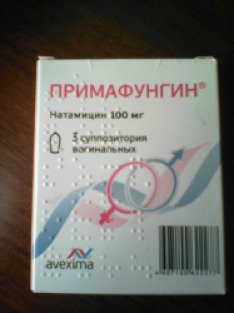 ПРИМАФУНГИН®
Натамицин 100 мг
3 суппозитория
вагинальных
avexima